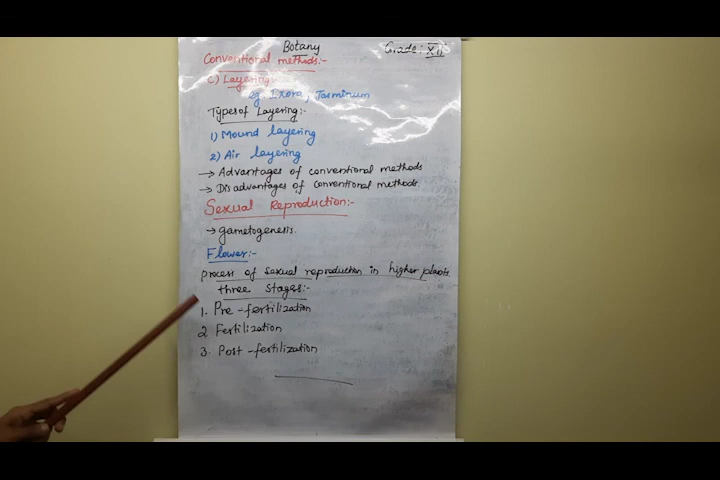 Botany
Grade: XII
Conventional methods:-
c) Layering:-
eg. Ixora, Jasminum
Types of Layering:-
1) Mound layering
2) Air layering
→ Advantages of conventional methods
→ Disadvantages of conventional methods.
Sexual Reproduction:-
→ gametogenesis.
Flower:-
process of sexual reproduction in higher plants.
three stages:-
1. Pre-fertilization
2 Fertilization
3. Post-fertilization